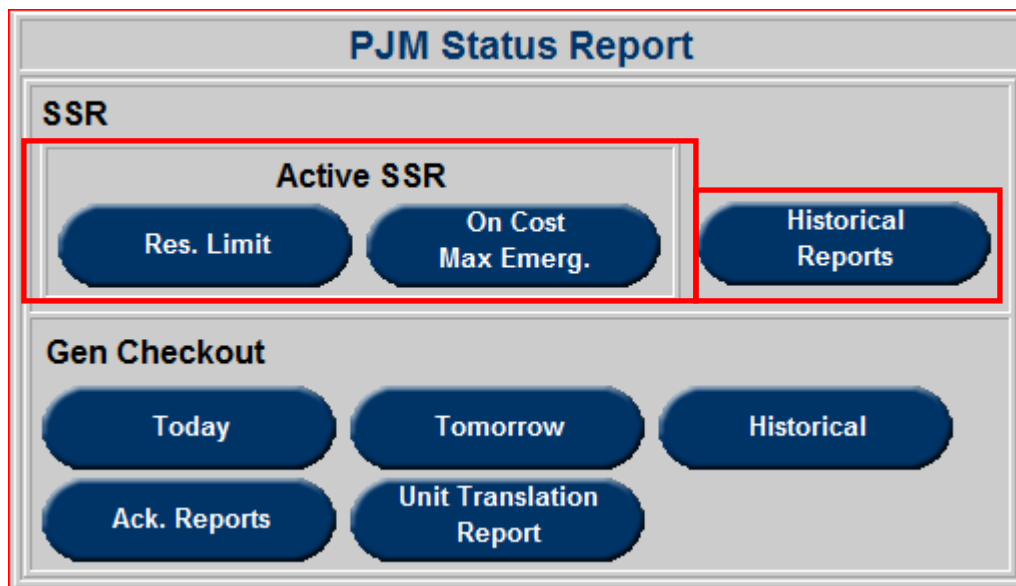 PJM Status Report
SSR
Active SSR
Res. Limit
On Cost
Max Emerg.
Historical
Reports
Gen Checkout
Today
Tomorrow
Historical
Ack. Reports
Unit Translation
Report